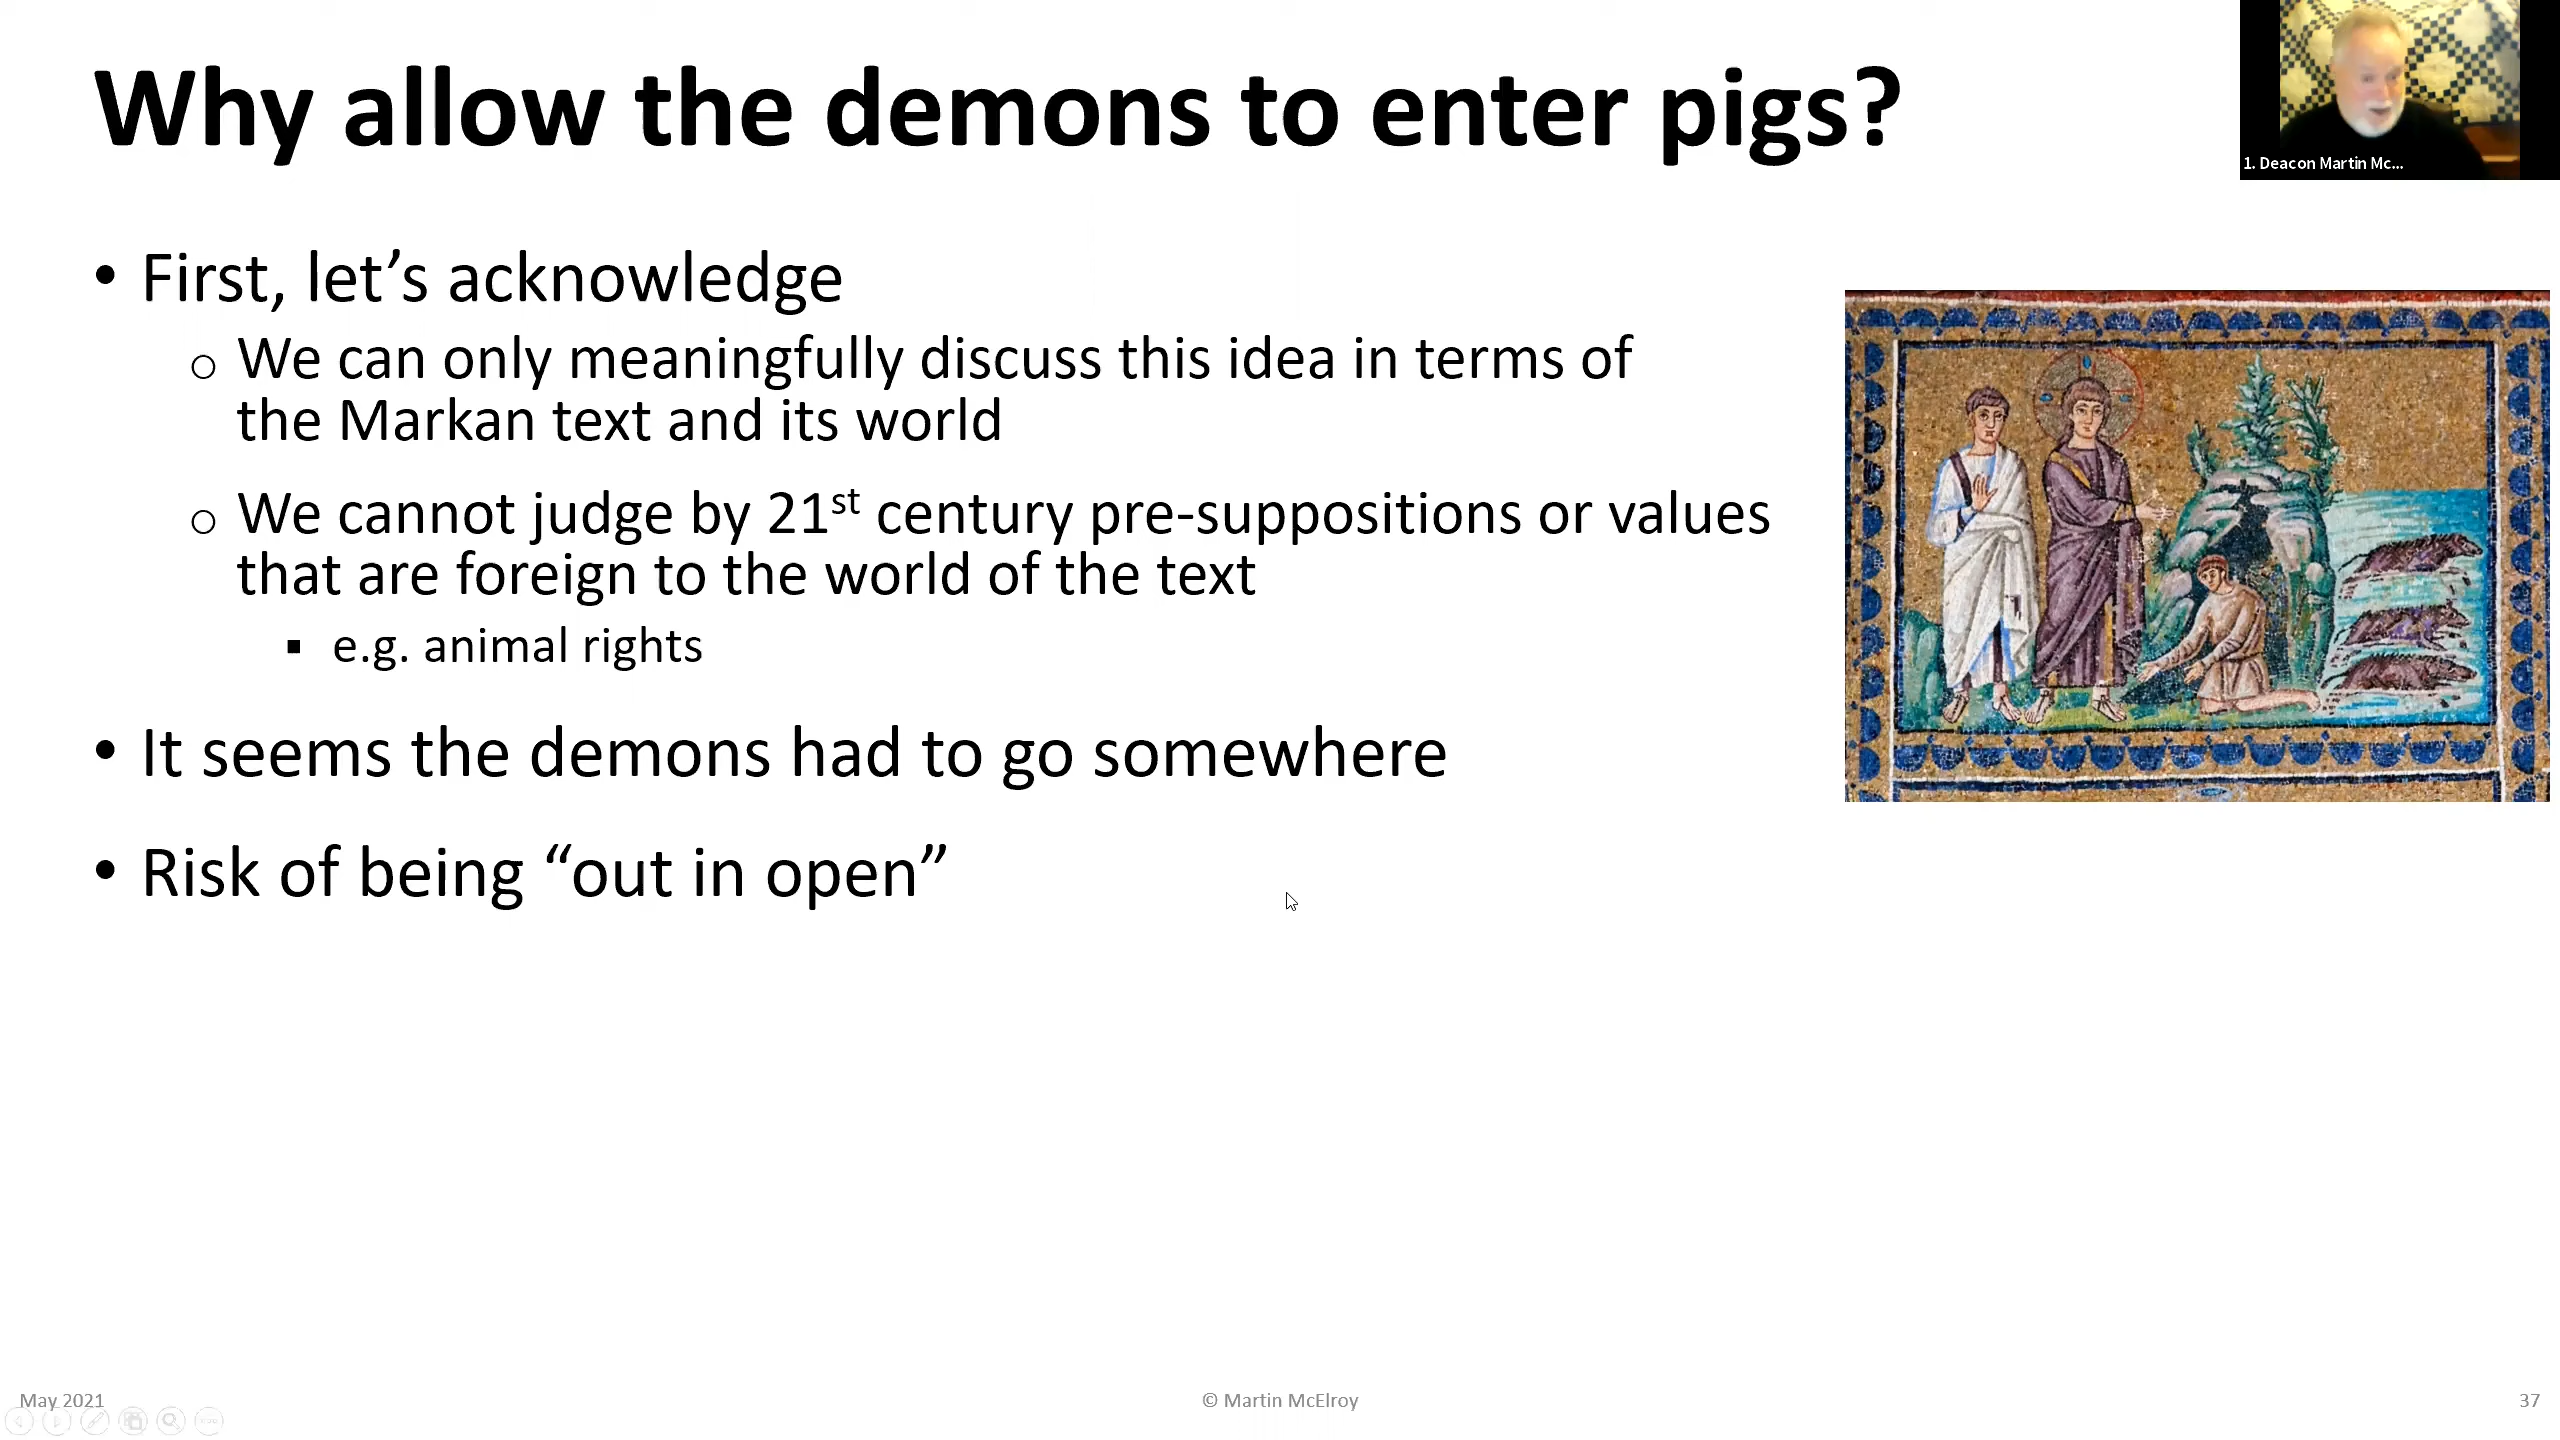 Why allow the demons to enter pigs?
1. Deacon Martin Mc...
• First, let’s acknowledge
o We can only meaningfully discuss this idea in terms of
the Markan text and its world
o We cannot judge by 21st century pre-suppositions or values
that are foreign to the world of the text
▪ e.g. animal rights
• It seems the demons had to go somewhere
• Risk of being “out in open”
May 2021
© Martin McElroy
37